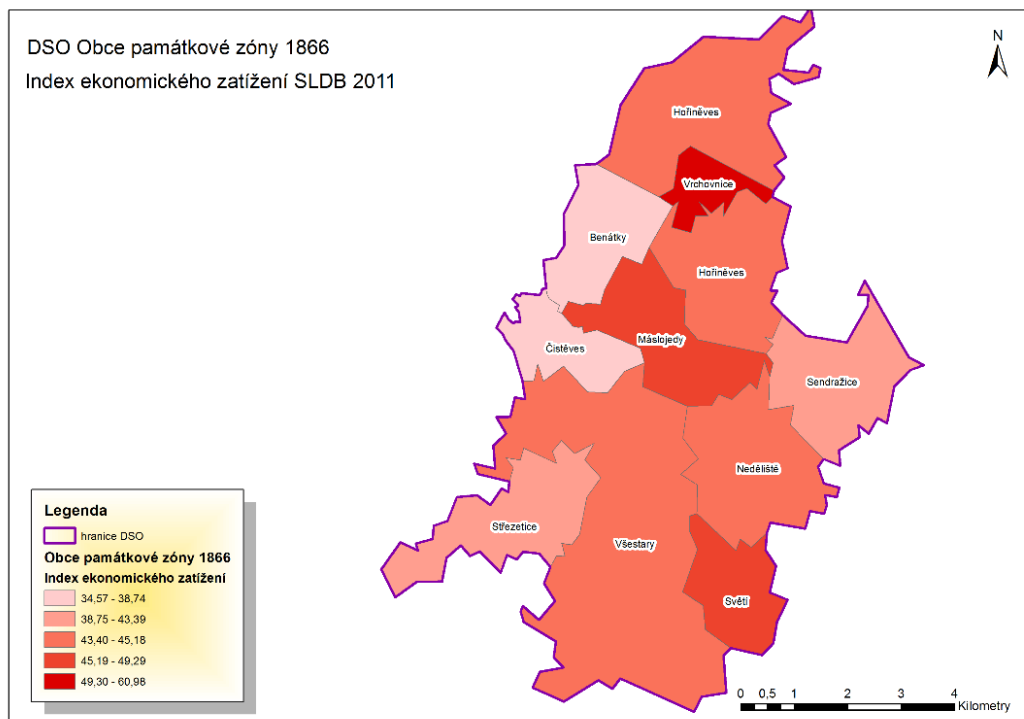 DSO Obce památkové zóny 1866
Index ekonomického zatížení SLDB 2011
N
Hořiněves
Vrchovnice
Benátky
Hořiněves
Máslojedy
Čistěves
Sendražice
Neděliště
Střezetice
Všestary
Světí
Legenda
hranice DSO
Obce památkové zóny 1866
Index ekonomického zatížení
34,57 - 38,74
38,75 - 43,39
43,40 - 45,18
45,19 - 49,29
49,30 - 60,98
0 0,5 1 2 3 4
Kilometry